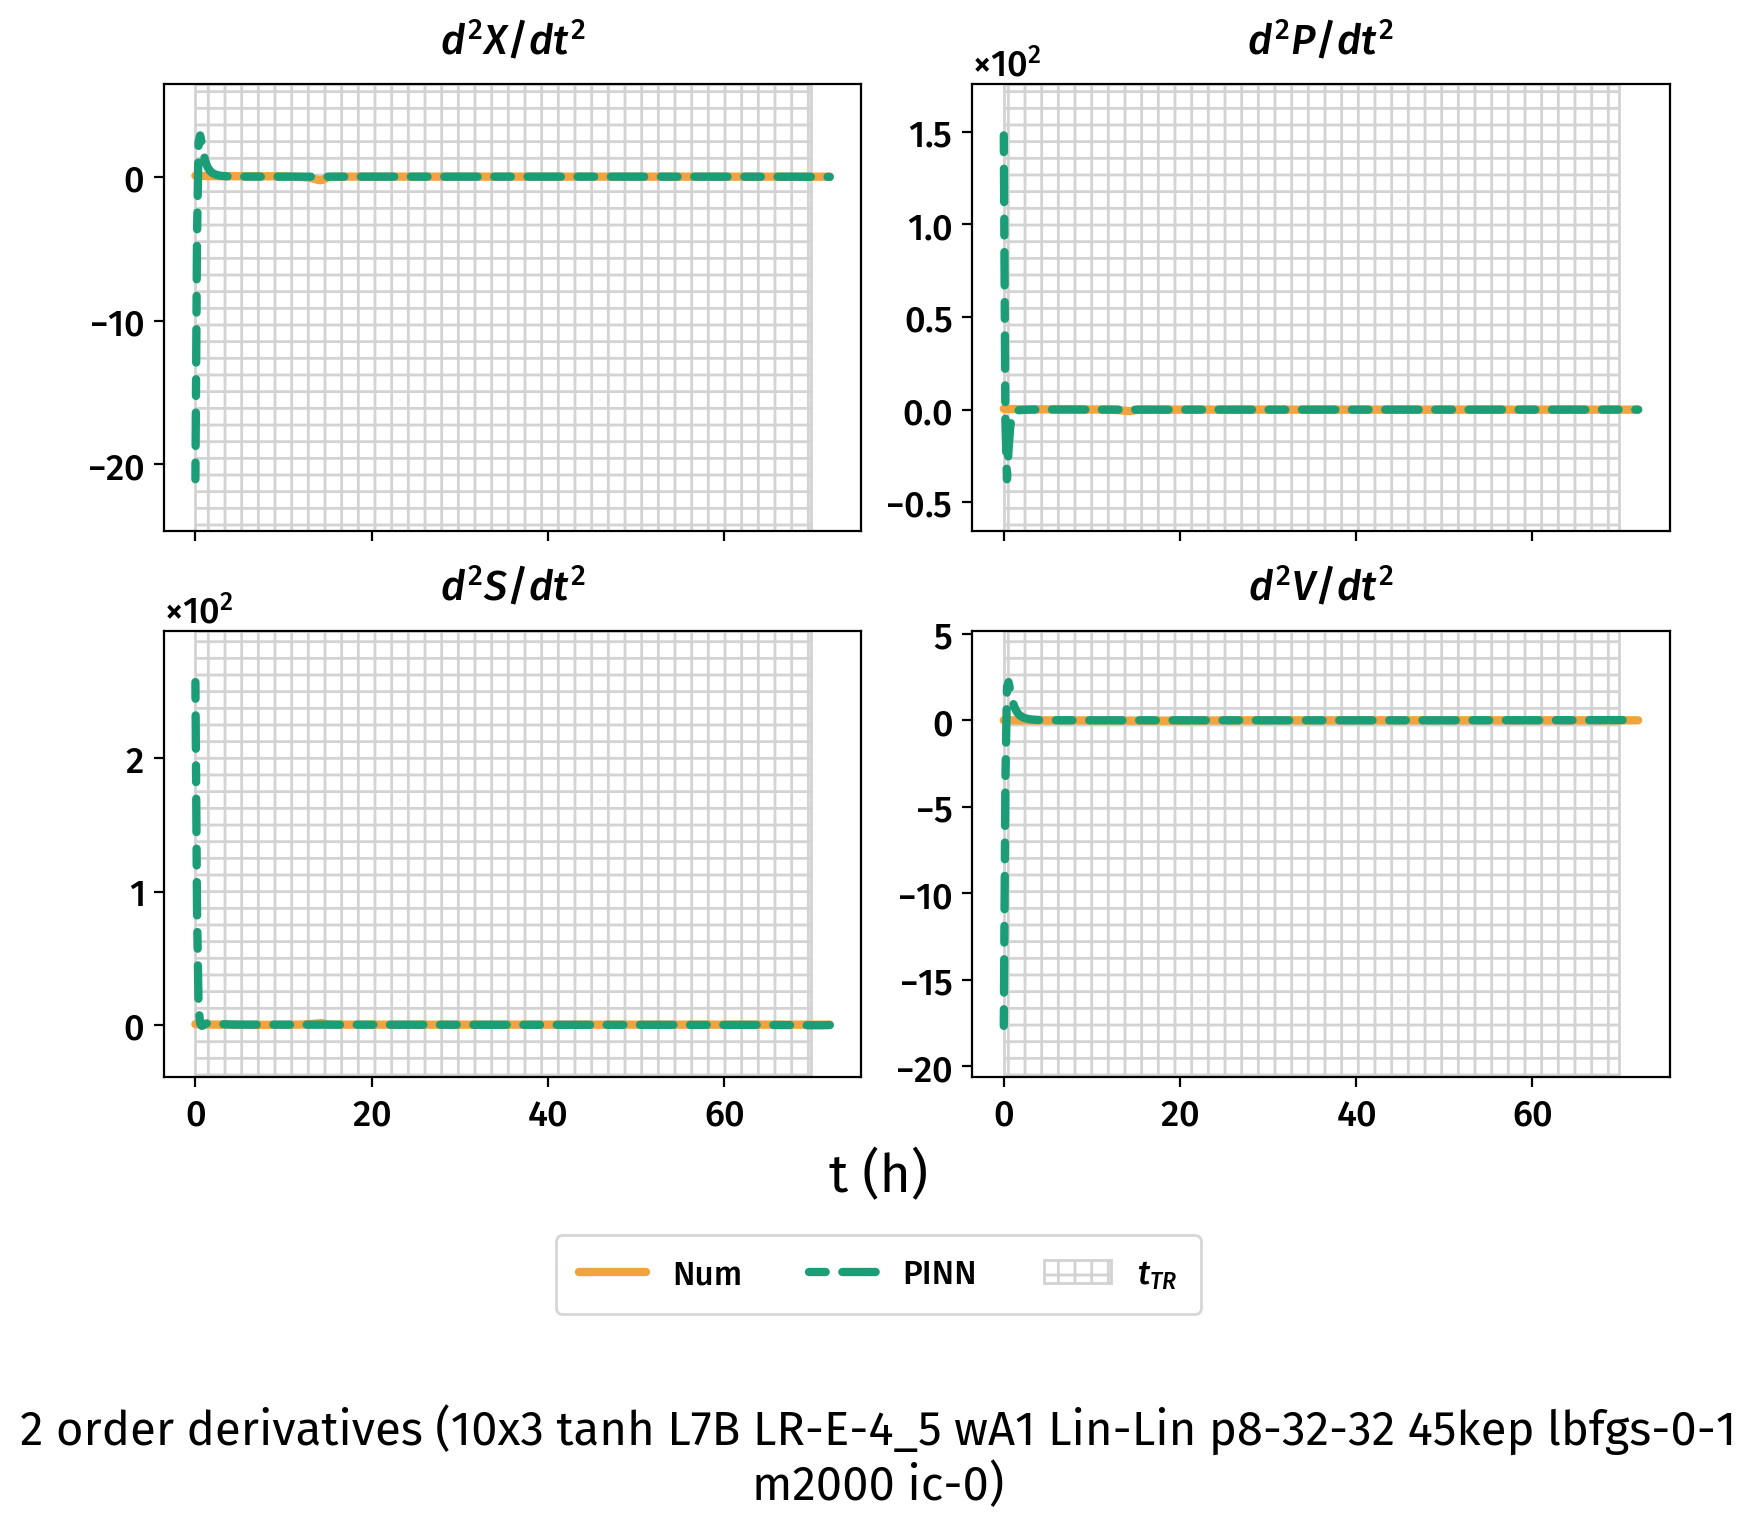 d²X/dt²
0
−10
−20
d²P/dt²
×10²
1.5
1.0
0.5
0.0
−0.5
d²S/dt²
×10²
2
1
0
0 20 40 60
d²V/dt²
5
0
−5
−10
−15
−20
0 20 40 60
t (h)
Num PINN t_TR
2 order derivatives (10x3 tanh L7B LR-E-4_5 wA1 Lin-Lin p8-32-32 45kep lbfgs-0-1
m2000 ic-0)